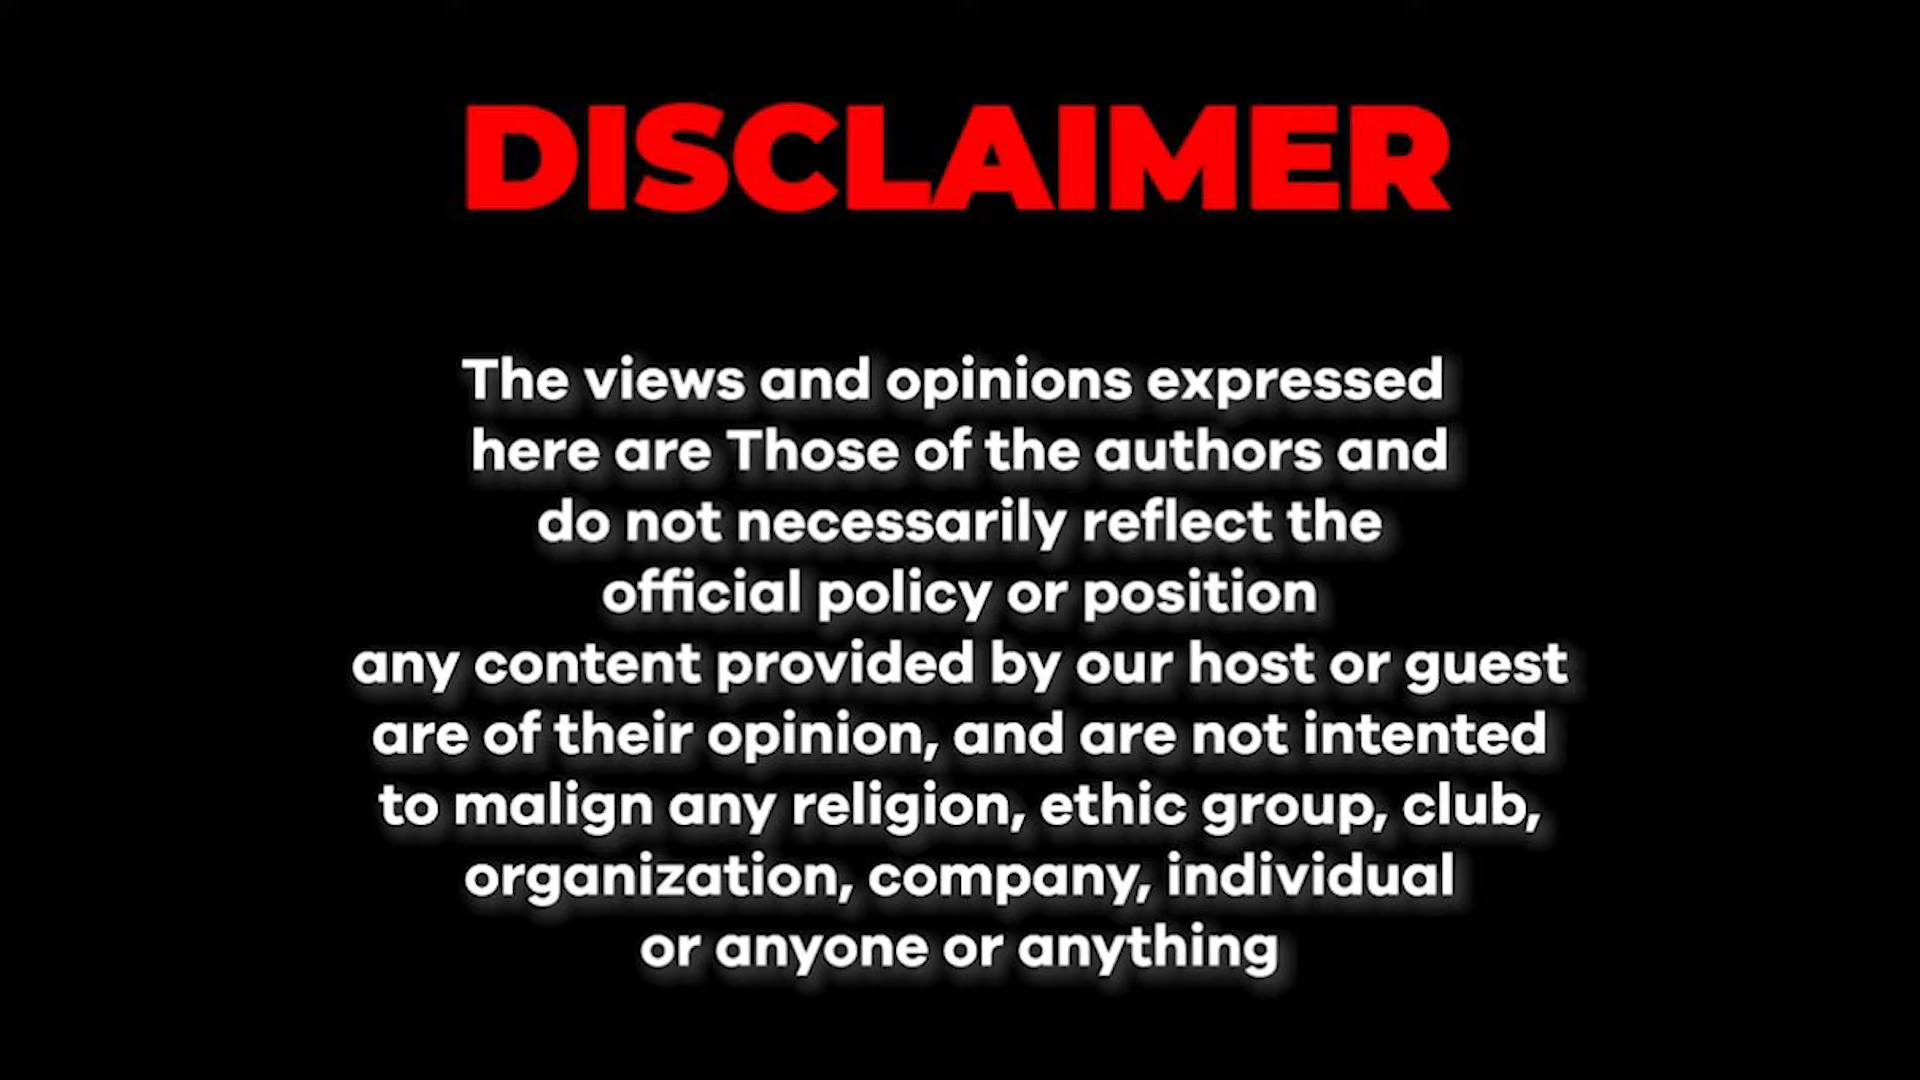 DISCLAIMER
The views and opinions expressed
here are Those of the authors and
do not necessarily reflect the
official policy or position
any content provided by our host or guest
are of their opinion, and are not intented
to malign any religion, ethic group, club,
organization, company, individual
or anyone or anything